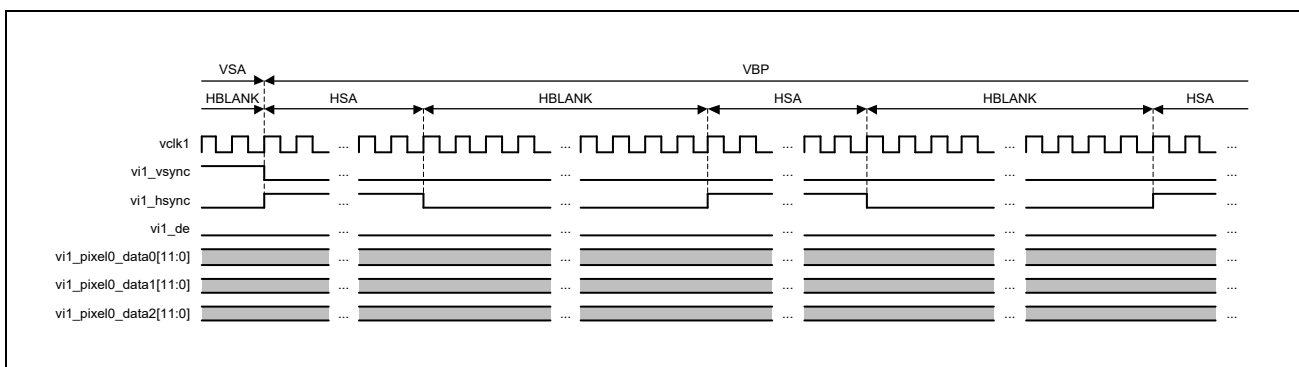 VSA VBP
HBLANK HSA HBLANK HSA HBLANK HSA
vclk1 ... ... ... ... ...
vi1_vsync ... ... ... ... ...
vi1_hsync ... ... ... ... ...
vi1_de ... ... ... ... ...
vi1_pixel0_data0[11:0] ... ... ... ... ...
vi1_pixel0_data1[11:0] ... ... ... ... ...
vi1_pixel0_data2[11:0] ... ... ... ... ...